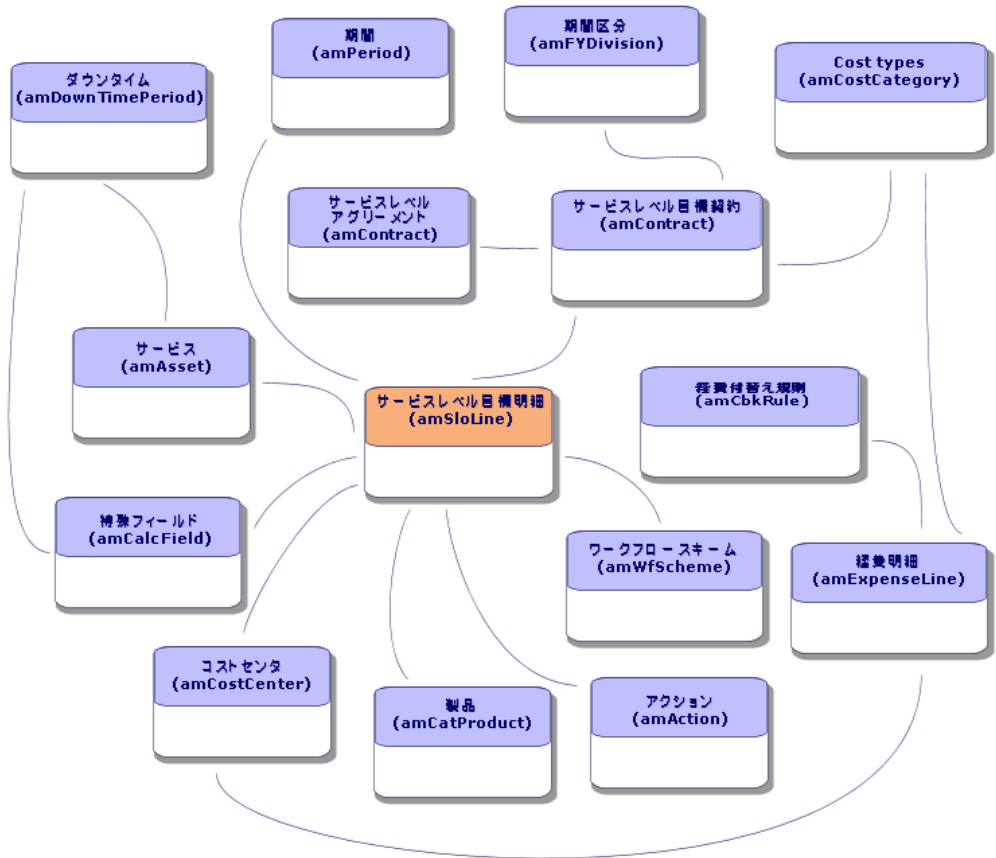 期間
(amPeriod)
期間区分
(amFYDivision)
Cost types
(amCostCategory)
ダウンタイム
(amDownTimePeriod)
サービスレベル
アグリーメント
(amContract)
サービスレベル目標契約
(amContract)
サービス
(amAsset)
サービスレベル目標明細
(amSloLine)
経費付替え規則
(amCbkRule)
特殊フィールド
(amCalcField)
ワークフロースキーム
(amWfScheme)
経費明細
(amExpenseLine)
コストセンタ
(amCostCenter)
製品
(amCatProduct)
アクション
(amAction)